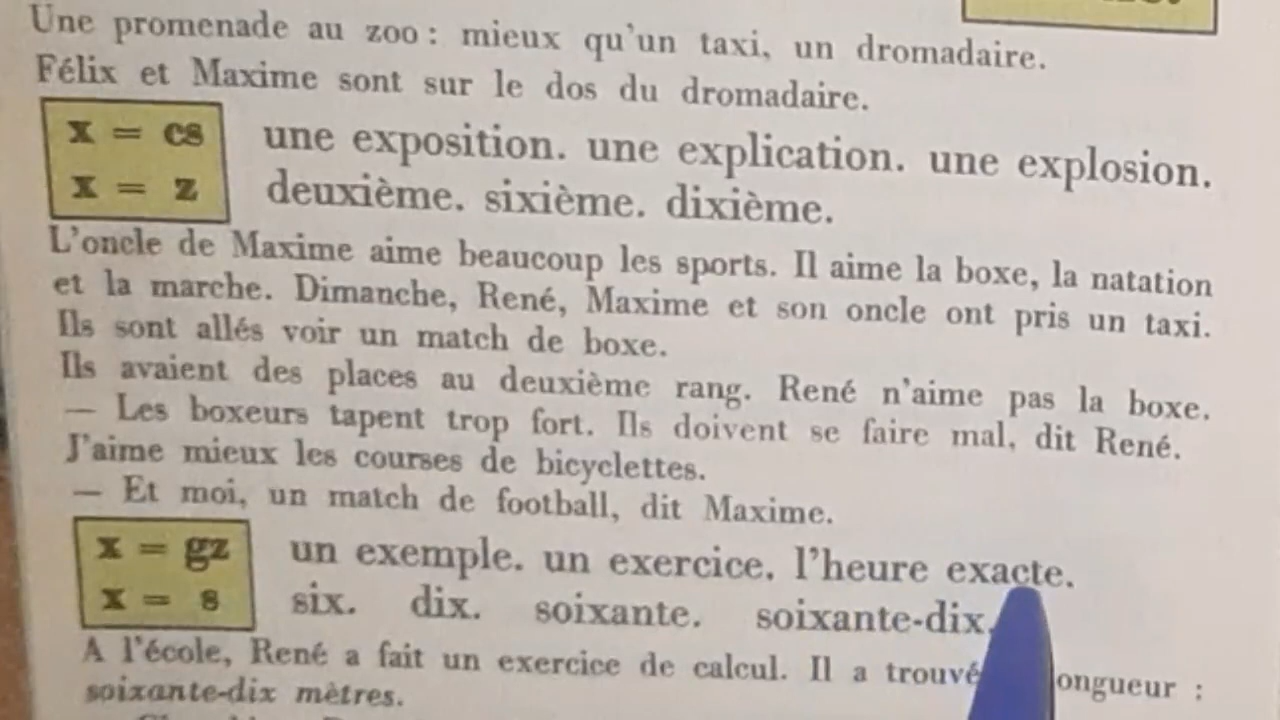 Une promenade au zoo : mieux qu'un taxi, un dromadaire.
Félix et Maxime sont sur le dos du dromadaire.
x = cs une exposition. une explication. une explosion.
x = z deuxième. sixième. dixième.
L'oncle de Maxime aime beaucoup les sports. Il aime la boxe, la natation
et la marche. Dimanche, René, Maxime et son oncle ont pris un taxi.
Ils sont allés voir un match de boxe.
Ils avaient des places au deuxième rang. René n'aime pas la boxe.
— Les boxeurs tapent trop fort. Ils doivent se faire mal, dit René.
J'aime mieux les courses de bicyclettes.
— Et moi, un match de football, dit Maxime.
x = gz un exemple. un exercice. l'heure exacte.
x = s six. dix. soixante. soixante-dix.
A l'école, René a fait un exercice de calcul. Il a trouvé ongueur :
soixante-dix mètres.